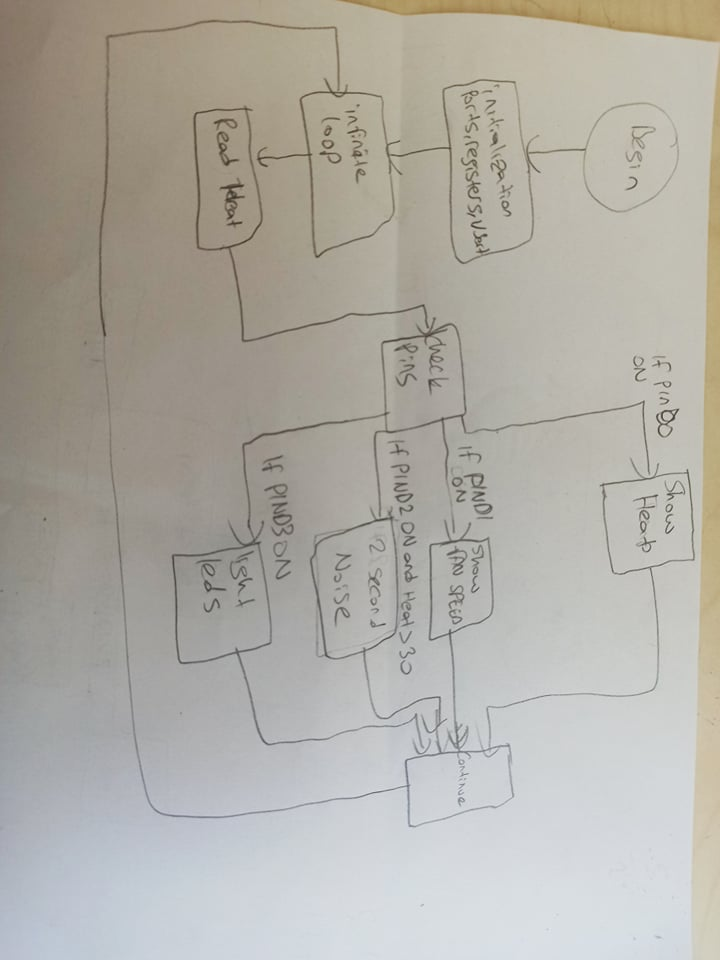 Begin
initialization
Ports,registers,Usart
infinite
loop
Read Heat
check
pins
If PinD0
ON
Show
Heat
If PIND1
ON
Show
FAN SPEED
If PIND2 ON and Heat>30
2 second
Noise
If PIND3 ON
light
leds
Continue